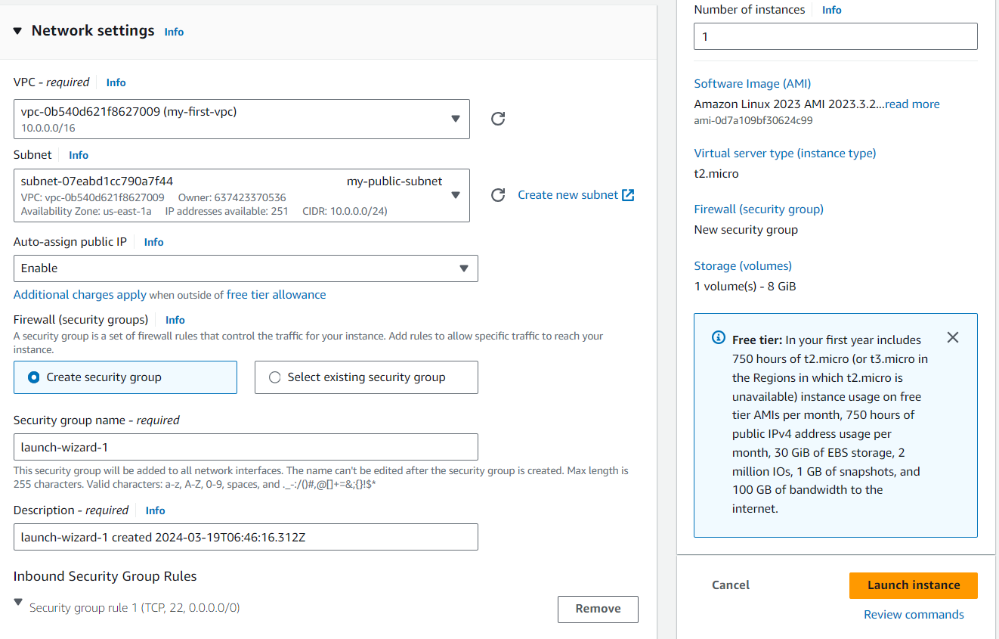 Network settings Info
VPC - required Info
vpc-0b540d621f8627009 (my-first-vpc)
10.0.0.0/16
Subnet Info
subnet-07eabd1cc790a7f44 my-public-subnet
VPC: vpc-0b540d621f8627009 Owner: 637423370536
Availability Zone: us-east-1a IP addresses available: 251 CIDR: 10.0.0.0/24)
Create new subnet
Auto-assign public IP Info
Enable
Additional charges apply when outside of free tier allowance
Firewall (security groups) Info
A security group is a set of firewall rules that control the traffic for your instance. Add rules to allow specific traffic to reach your
instance.
Create security group
Select existing security group
Security group name - required
launch-wizard-1
This security group will be added to all network interfaces. The name can't be edited after the security group is created. Max length is
255 characters. Valid characters: a-z, A-Z, 0-9, spaces, and ._-:/()#,@[]+=&;{}!$*
Description - required Info
launch-wizard-1 created 2024-03-19T06:46:16.312Z
Inbound Security Group Rules
Security group rule 1 (TCP, 22, 0.0.0.0/0)
Remove
Number of instances Info
1
Software Image (AMI)
Amazon Linux 2023 AMI 2023.3.2...read more
ami-0d7a109bf30624c99
Virtual server type (instance type)
t2.micro
Firewall (security group)
New security group
Storage (volumes)
1 volume(s) - 8 GiB
Free tier: In your first year includes
750 hours of t2.micro (or t3.micro in
the Regions in which t2.micro is
unavailable) instance usage on free
tier AMIs per month, 750 hours of
public IPv4 address usage per
month, 30 GiB of EBS storage, 2
million IOs, 1 GB of snapshots, and
100 GB of bandwidth to the
internet.
Cancel
Launch instance
Review commands